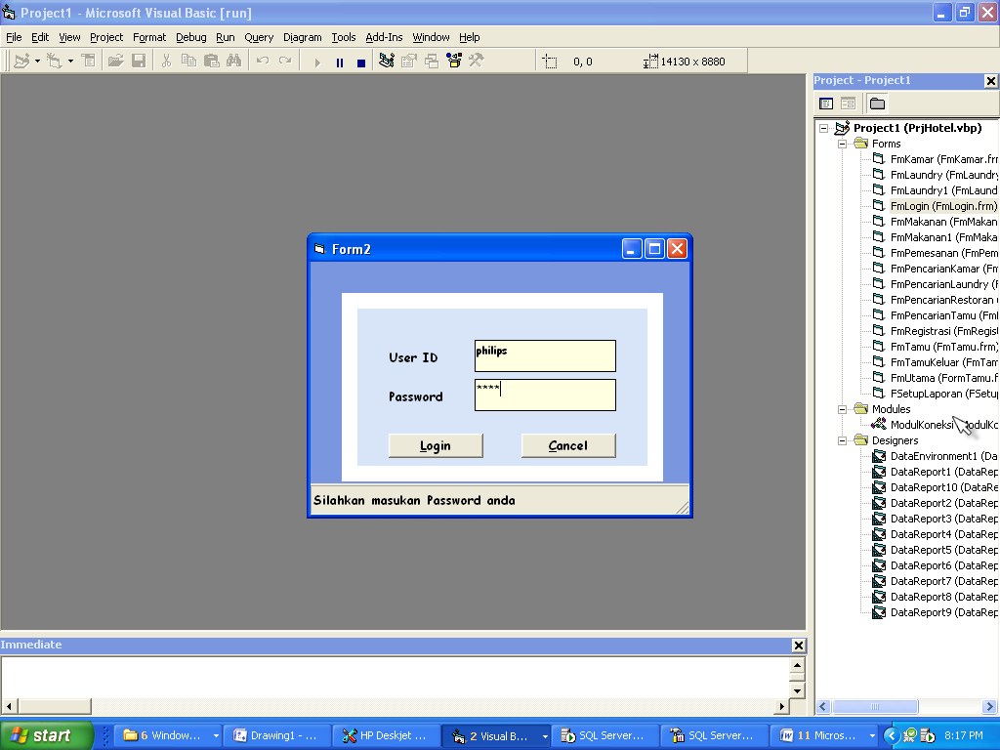 Project1 - Microsoft Visual Basic [run]
File Edit View Project Format Debug Run Query Diagram Tools Add-Ins Window Help
0, 0 14130 x 8880
Project - Project1
Project1 (PrjHotel.vbp)
Forms
FmKamar (FmKamar.frm
FmLaundry (FmLaundry
FmLaundry1 (FmLaund
FmLogin (FmLogin.frm)
FmMakanan (FmMakan
FmMakanan1 (FmMaka
FmPemesanan (FmPem
FmPencarianKamar (Fm
FmPencarianLaundry (F
FmPencarianRestoran
FmPencarianTamu (Fml
FmRegistrasi (FmRegist
FmTamu (FmTamu.frm)
FmTamuKeluar (FmTam
FmUtama (FormTamu.f
FSetupLaporan (FSetup
Modules
ModulKoneksi (ModulKo
Designers
DataEnvironment1 (Da
DataReport1 (DataRep
DataReport10 (DataRe
DataReport2 (DataRep
DataReport3 (DataRep
DataReport4 (DataRep
DataReport5 (DataRep
DataReport6 (DataRep
DataReport7 (DataRep
DataReport8 (DataRep
DataReport9 (DataRep
Form2
User ID philips
Password ****
Login Cancel
Silahkan masukan Password anda
Immediate
start 6 Window... Drawing1 - ... HP Deskjet ... 2 Visual B... SQL Server... SQL Server... 11 Micros... 8:17 PM